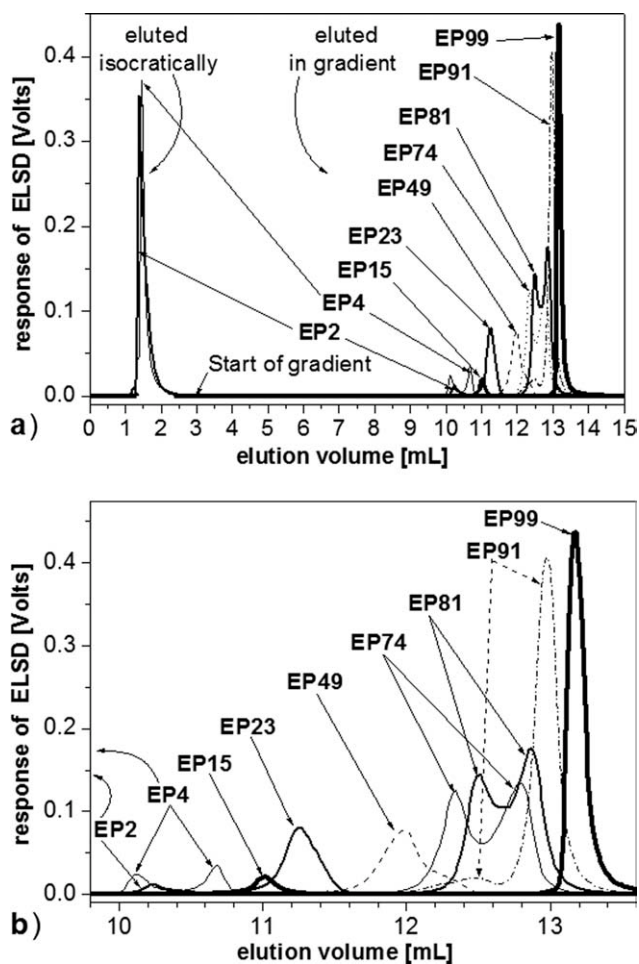 eluted
isocratically
eluted
in gradient
EP99
EP91
EP81
EP74
EP49
EP23
EP15
EP4
EP2
Start of gradient
response of ELSD [Volts]
0.4
0.3
0.2
0.1
0.0
0 1 2 3 4 5 6 7 8 9 10 11 12 13 14 15
elution volume [mL]
a)
EP99
EP91
EP81
EP74
EP49
EP23
EP15
EP4
EP2
response of ELSD [Volts]
0.4
0.3
0.2
0.1
0.0
10 11 12 13
elution volume [mL]
b)